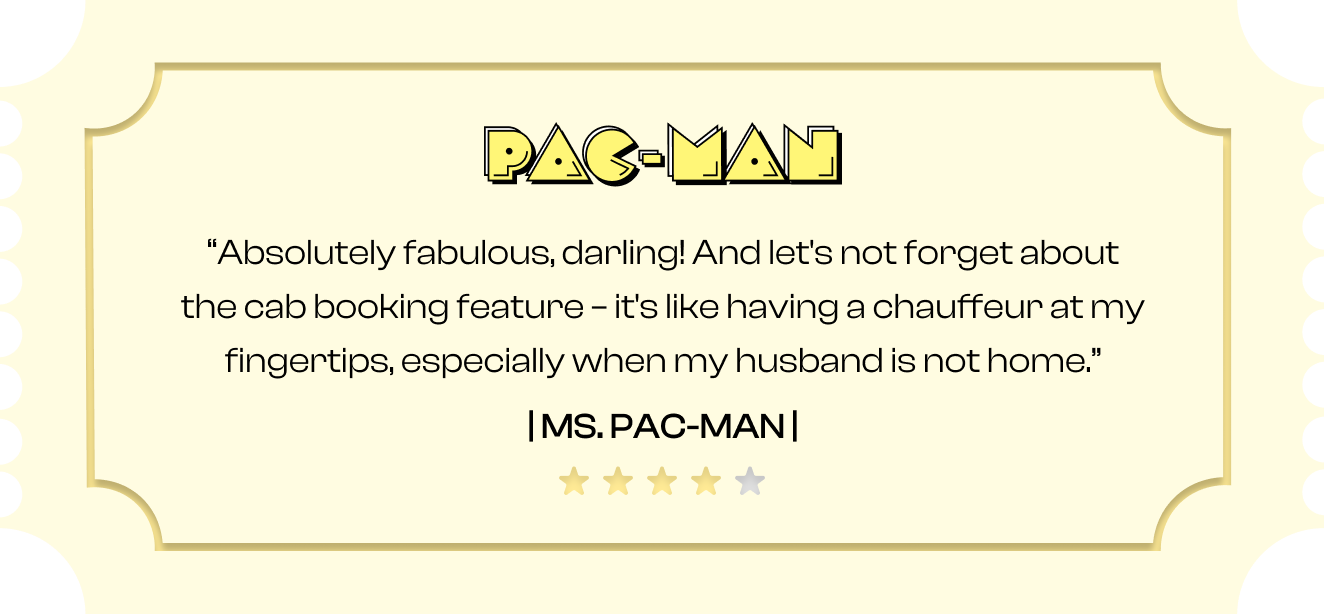 PAC-MAN
“Absolutely fabulous, darling! And let's not forget about
the cab booking feature – it's like having a chauffeur at my
fingertips, especially when my husband is not home.”
| MS. PAC-MAN |